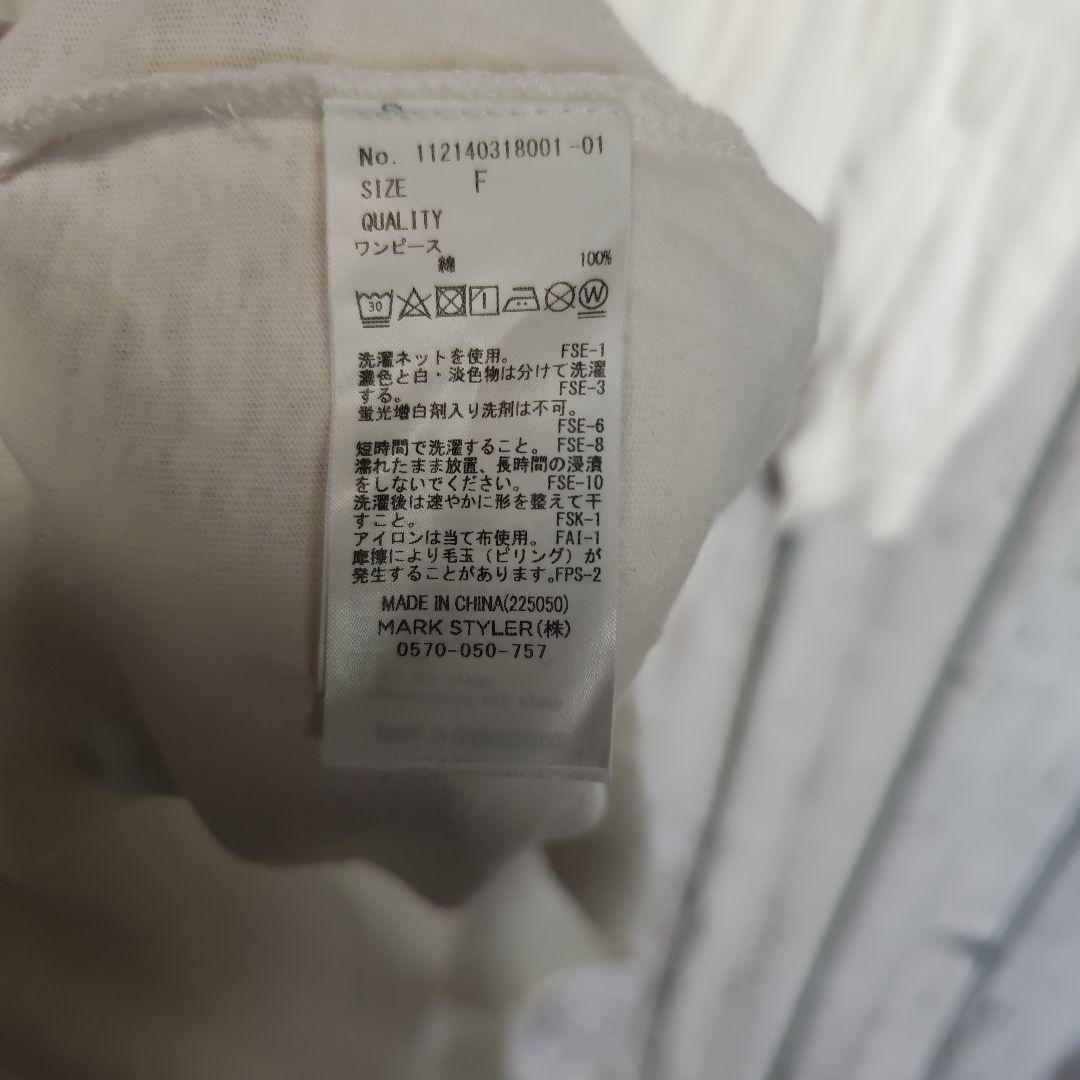 No. 112140318001-01
SIZE F
QUALITY
ワンピース
綿 100%
30 W
洗濯ネットを使用。 FSE-1
濃色と白・淡色物は分けて洗濯
する。 FSE-3
蛍光増白剤入り洗剤は不可。
FSE-6
短時間で洗濯すること。 FSE-8
濡れたまま放置、長時間の浸漬
をしないでください。 FSE-10
洗濯後は速やかに形を整えて干
すこと。 FSK-1
アイロンは当て布使用。 FAI-1
摩擦により毛玉(ピリング)が
発生することがあります。FPS-2
MADE IN CHINA(225050)
MARK STYLER(株)
0570-050-757